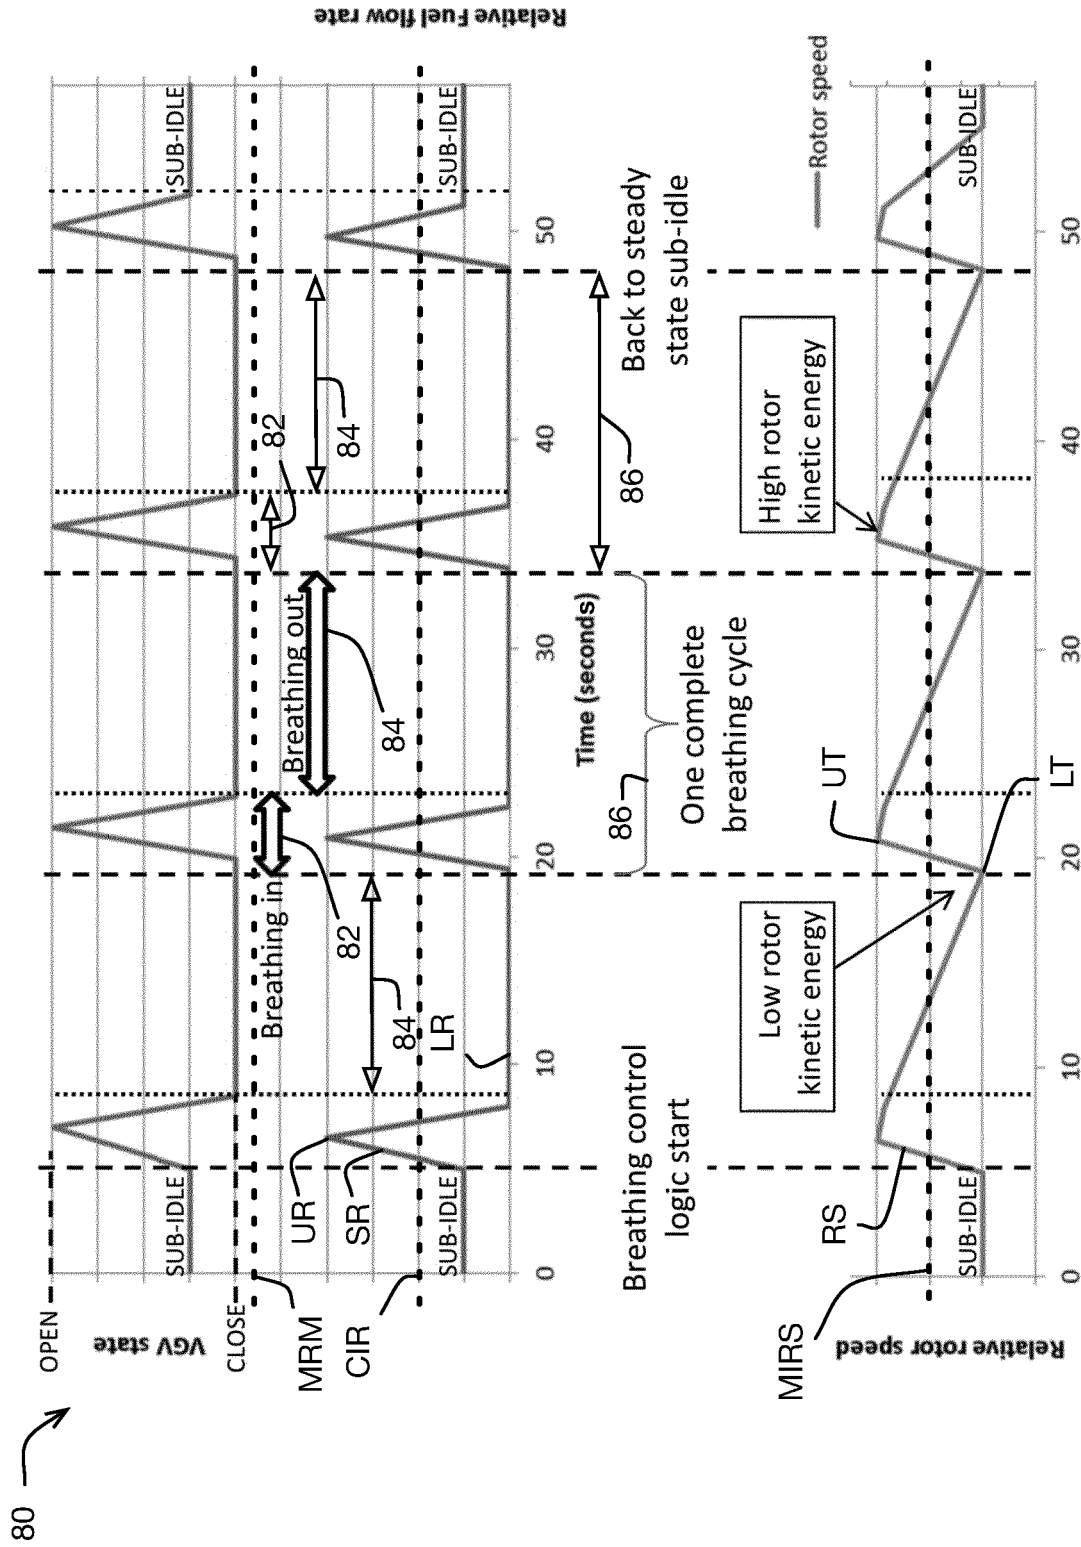 80
OPEN
VGV state
CLOSE
SUB-IDLE
SUB-IDLE
MRM
CIR
UR
SR
SUB-IDLE
84
LR
Breathing in
82
Breathing out
84
82
84
SUB-IDLE
Relative Fuel flow rate
0
10
20
30
40
50
Time (seconds)
Breathing control
logic start
86
One complete
breathing cycle
86
Back to steady
state sub-idle
MIRS
RS
Low rotor
kinetic energy
UT
LT
High rotor
kinetic energy
Rotor speed
Relative rotor speed
SUB-IDLE
SUB-IDLE
0
10
20
30
40
50